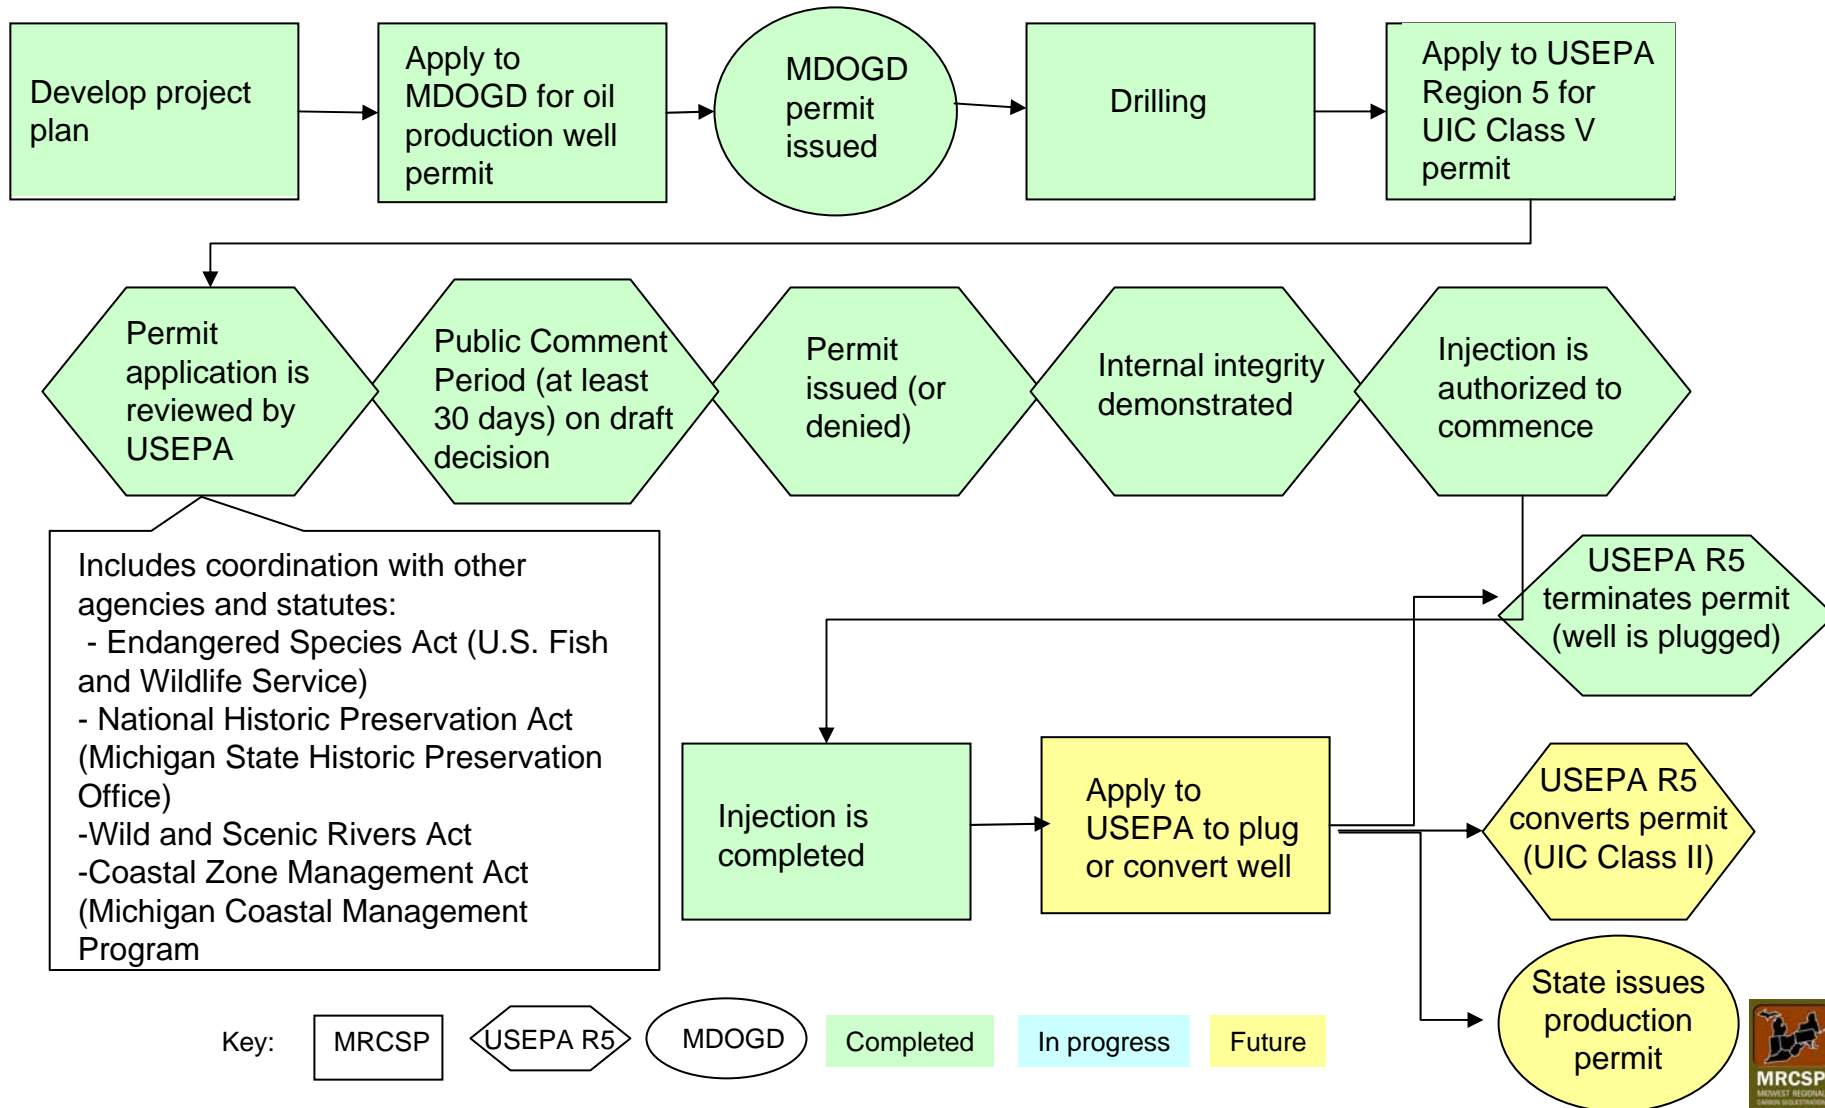 Develop project
plan
Apply to
MDOGD for oil
production well
permit
MDOGD
permit
issued
Drilling
Apply to USEPA
Region 5 for
UIC Class V
permit
Permit
application is
reviewed by
USEPA
Public Comment
Period (at least
30 days) on draft
decision
Permit
issued (or
denied)
Internal integrity
demonstrated
Injection is
authorized to
commence
Includes coordination with other
agencies and statutes:
- Endangered Species Act (U.S. Fish
and Wildlife Service)
- National Historic Preservation Act
(Michigan State Historic Preservation
Office)
-Wild and Scenic Rivers Act
-Coastal Zone Management Act
(Michigan Coastal Management
Program
USEPA R5
terminates permit
(well is plugged)
Injection is
completed
Apply to
USEPA to plug
or convert well
USEPA R5
converts permit
(UIC Class II)
State issues
production
permit
Key:
MRCSP
USEPA R5
MDOGD
Completed
In progress
Future
MRCSP
MIDWEST REGIONAL
CARBON SEQUESTRATION